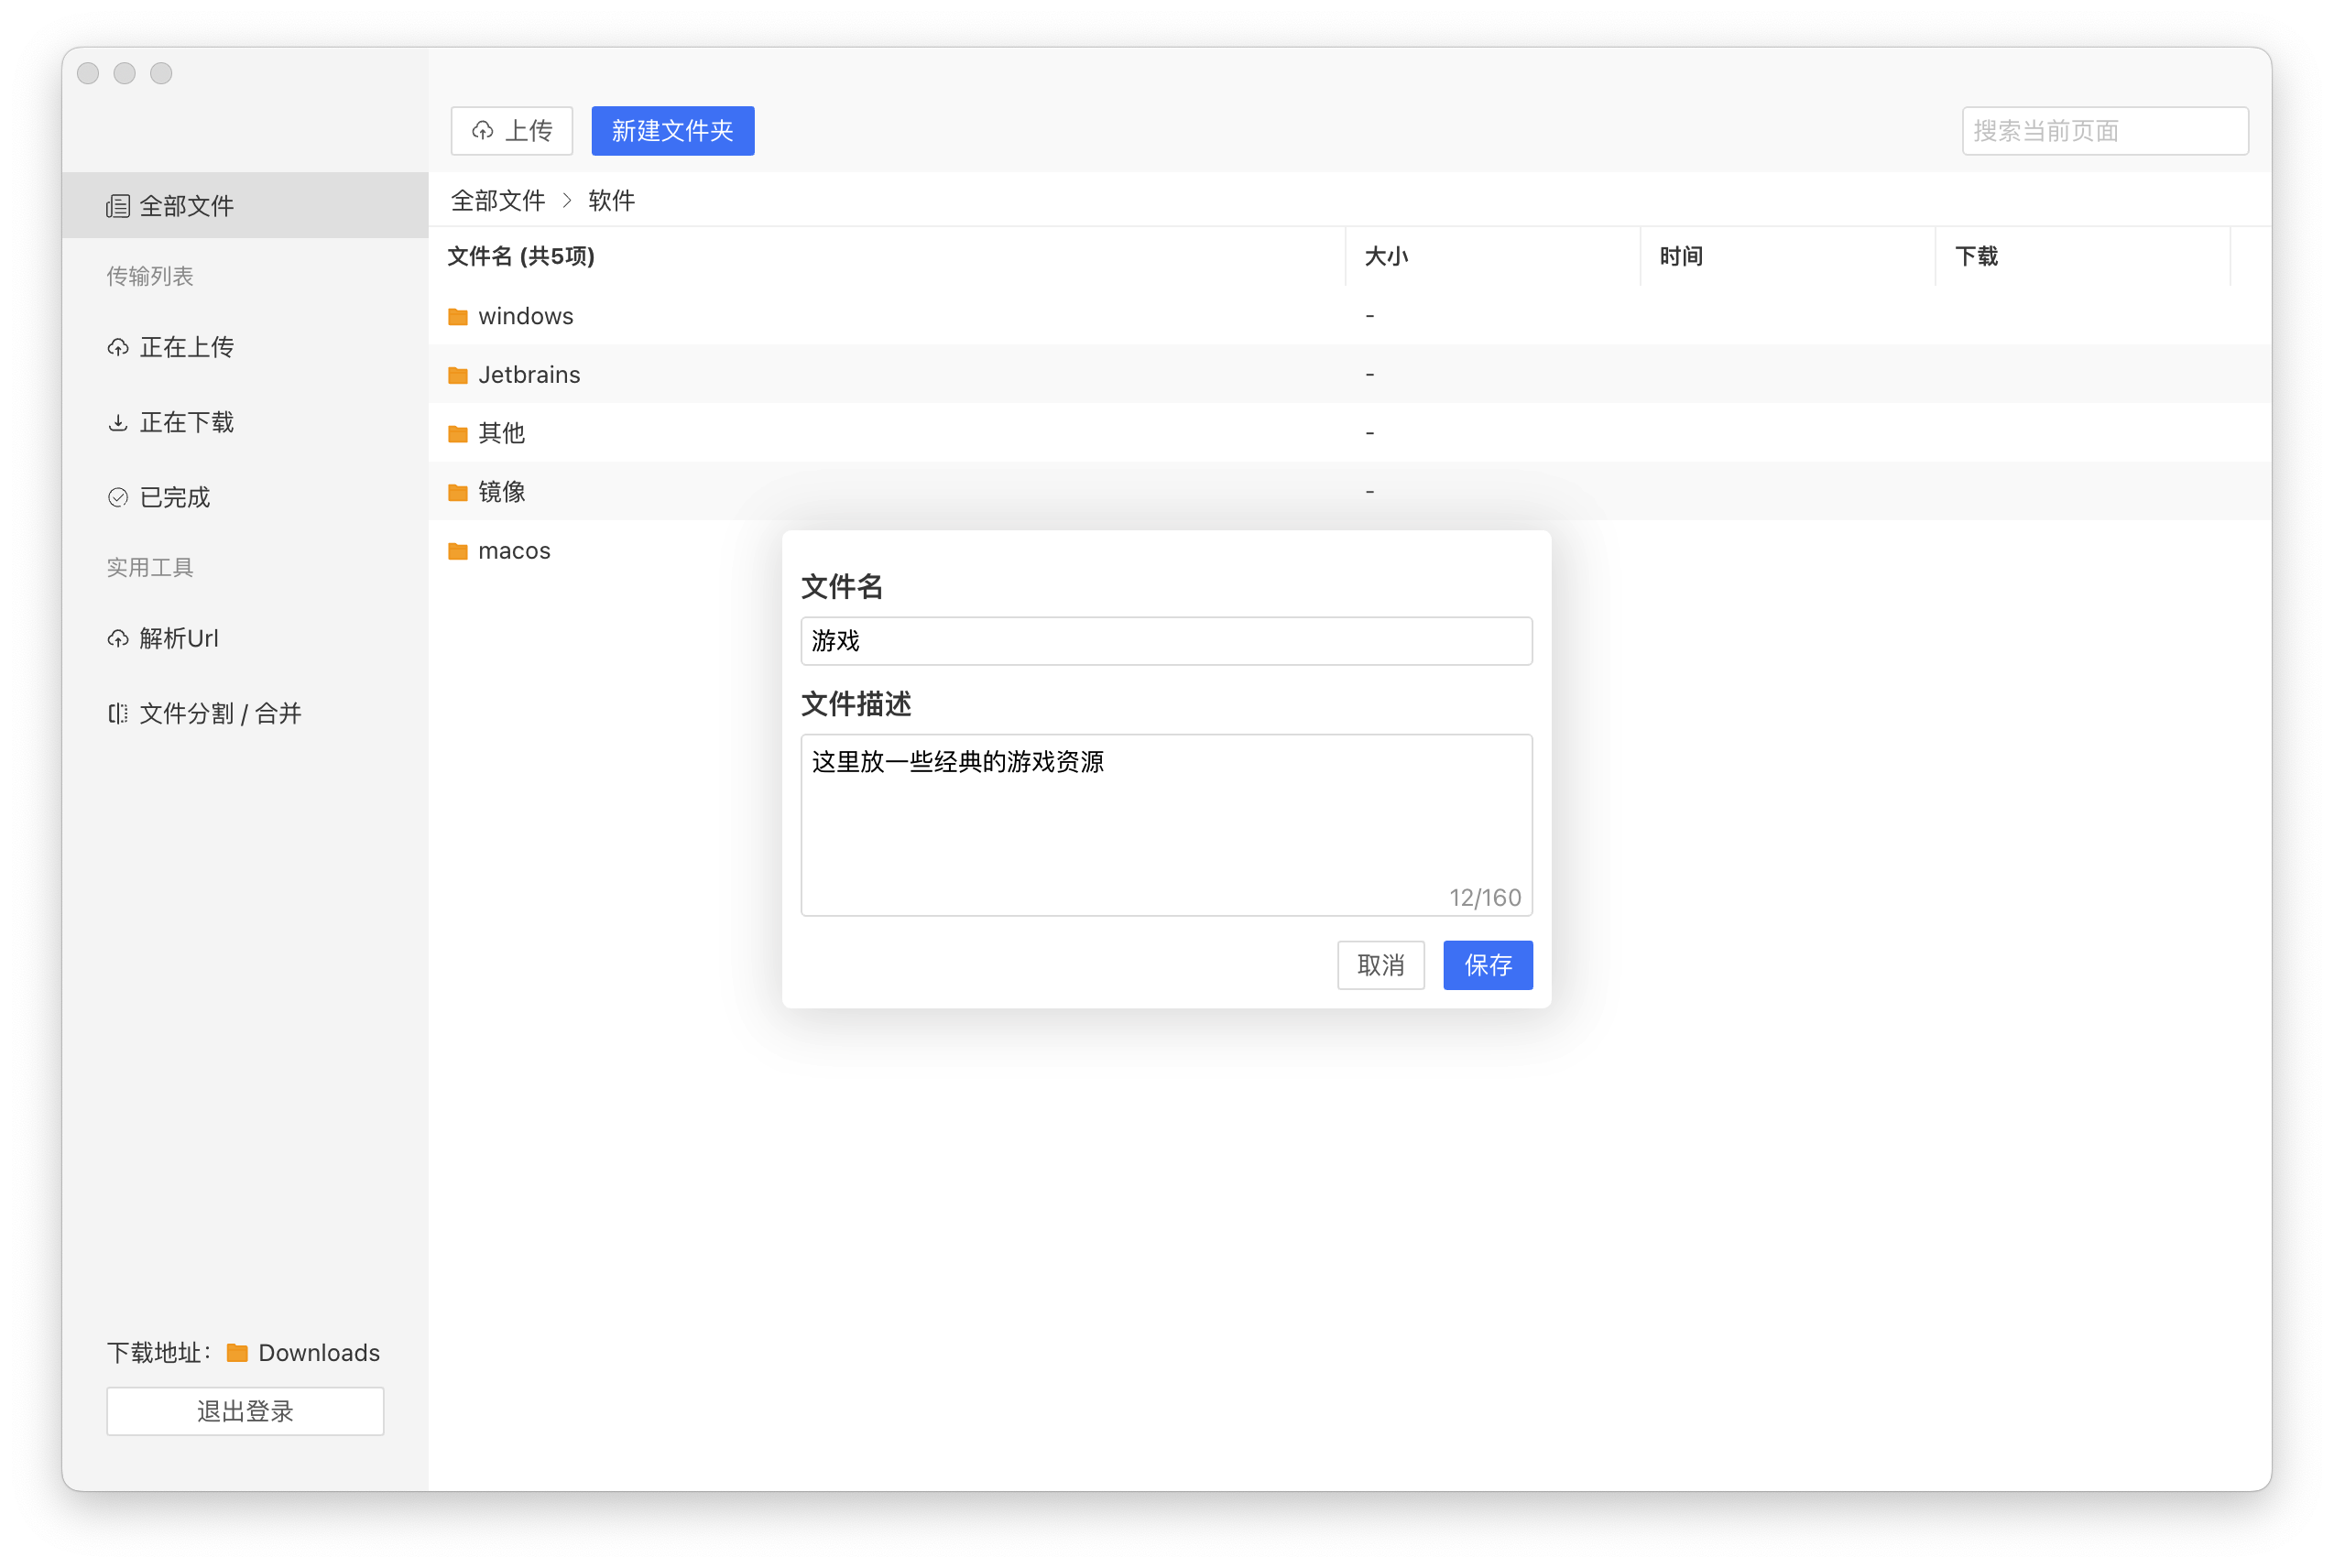 上传
新建文件夹
搜索当前页面
全部文件
传输列表
正在上传
正在下载
已完成
实用工具
解析Url
文件分割 / 合并
下载地址：
Downloads
退出登录
全部文件 > 软件
文件名 (共5项) 大小 时间 下载
windows -
Jetbrains -
其他 -
镜像 -
macos
文件名
游戏
文件描述
这里放一些经典的游戏资源
12/160
取消
保存